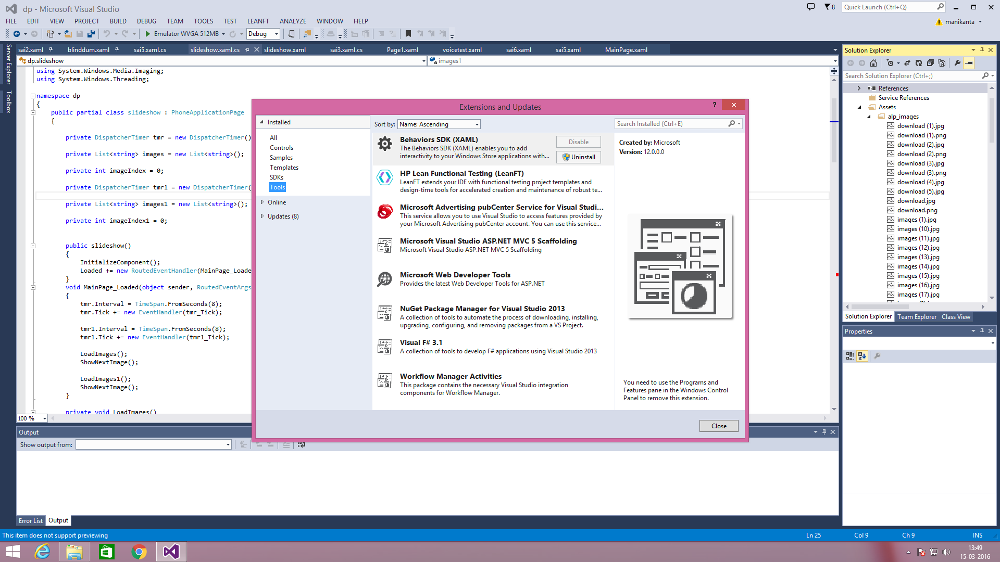 dp - Microsoft Visual Studio
8
Quick Launch (Ctrl+Q)
FILE EDIT VIEW PROJECT BUILD DEBUG TEAM TOOLS TEST LEANFT ANALYZE WINDOW HELP
manikanta
Emulator WVGA 512MB
Debug
Server Explorer
Toolbox
sai2.xaml blinddum.xaml sai5.xaml.cs slideshow.xaml.cs slideshow.xaml sai3.xaml.cs Page1.xaml voicetest.xaml sai6.xaml sai5.xaml MainPage.xaml
dp.slideshow
images1
using System.Windows.Media.Imaging;
using System.Windows.Threading;
namespace dp
{
public partial class slideshow : PhoneApplicationPage
{
private DispatcherTimer tmr = new DispatcherTimer()
private List<string> images = new List<string>();
private int imageIndex = 0;
private DispatcherTimer tmr1 = new DispatcherTimer(
private List<string> images1 = new List<string>();
private int imageIndex1 = 0;
public slideshow()
{
InitializeComponent();
Loaded += new RoutedEventHandler(MainPage_Loade
}
void MainPage_Loaded(object sender, RoutedEventArgs
{
tmr.Interval = TimeSpan.FromSeconds(8);
tmr.Tick += new EventHandler(tmr_Tick);
tmr1.Interval = TimeSpan.FromSeconds(8);
tmr1.Tick += new EventHandler(tmr1_Tick);
LoadImages();
ShowNextImage();
LoadImages1();
ShowNextImage();
}
private void LoadImages()
100 %
Extensions and Updates
?
Installed
All
Controls
Samples
Templates
SDKs
Tools
Online
Updates (8)
Sort by: Name: Ascending
Search Installed (Ctrl+E)
Behaviors SDK (XAML)
The Behaviors SDK (XAML) enables you to add
interactivity to your Windows Store applications with...
Disable
Uninstall
HP Lean Functional Testing (LeanFT)
LeanFT extends your IDE with functional testing project templates and
design-time tools for accelerated creation and maintenance of robust te...
Microsoft Advertising pubCenter Service for Visual Studi...
This service allows you to use Visual Studio to access features provided by
your Microsoft Advertising pubCenter account. You can use this service...
Microsoft Visual Studio ASP.NET MVC 5 Scaffolding
Microsoft Visual Studio ASP.NET MVC 5 Scaffolding
Microsoft Web Developer Tools
Provides the latest Web Developer Tools for ASP.NET
NuGet Package Manager for Visual Studio 2013
A collection of tools to automate the process of downloading, installing,
upgrading, configuring, and removing packages from a VS Project.
Visual F# 3.1
A collection of tools to develop F# applications using Visual Studio 2013
Workflow Manager Activities
This package contains the necessary Visual Studio integration
components for Workflow Manager.
Created by: Microsoft
Version: 12.0.0.0
You need to use the Programs and
Features pane in the Windows Control
Panel to remove this extension.
Close
Solution Explorer
Search Solution Explorer (Ctrl+;)
References
Service References
Assets
alp_images
download (1).jpg
download (1).png
download (2).jpg
download (2).png
download (3).jpg
download (3).png
download (4).jpg
download (5).jpg
download.jpg
download.png
images (1).jpg
images (10).jpg
images (11).jpg
images (12).jpg
images (13).jpg
images (14).jpg
images (15).jpg
images (16).jpg
images (17).jpg
Solution Explorer Team Explorer Class View
Properties
Output
Show output from:
Error List Output
This item does not support previewing
Ln 25 Col 9 Ch 9 INS
13:49
15-03-2016